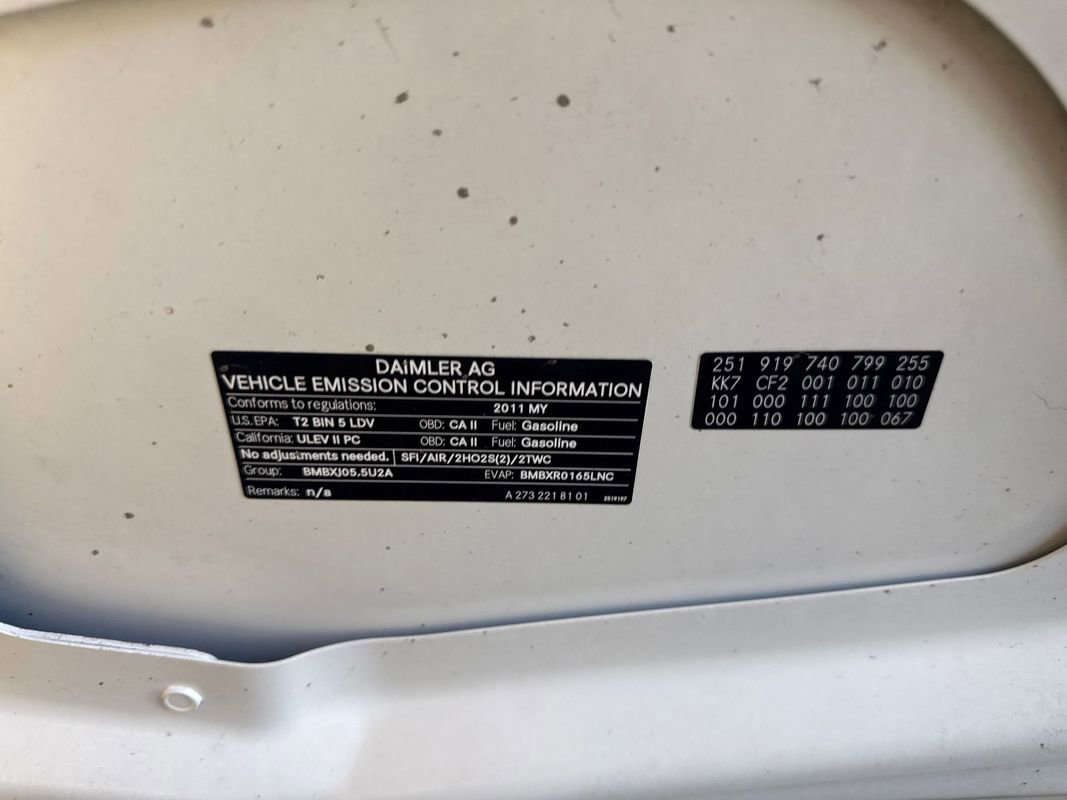 DAIMLER AG
VEHICLE EMISSION CONTROL INFORMATION
Conforms to regulations: 2011 MY
U.S. EPA: T2 BIN 5 LDV OBD: CA II Fuel: Gasoline
California: ULEV II PC OBD: CA II Fuel: Gasoline
No adjustments needed. SFI/AIR/2HO2S(2)/2TWC
Group: BMBXJ05.5U2A EVAP: BMBXR0165LNC
Remarks: n/a A 273 221 81 01 2519197
251 919 740 799 255
KK7 CF2 001 011 010
101 000 111 100 100
000 110 100 100 067